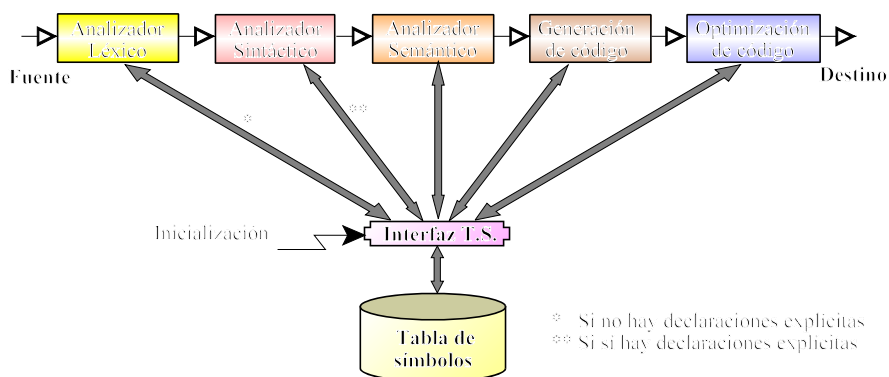 Analizador
Léxico
Analizador
Sintáctico
Analizador
Semántico
Generación
de código
Optimización
de código
Fuente
Destino
*
**
Inicialización
Interfaz T.S.
Tabla de
símbolos
* Si no hay declaraciones explícitas
** Si sí hay declaraciones explícitas